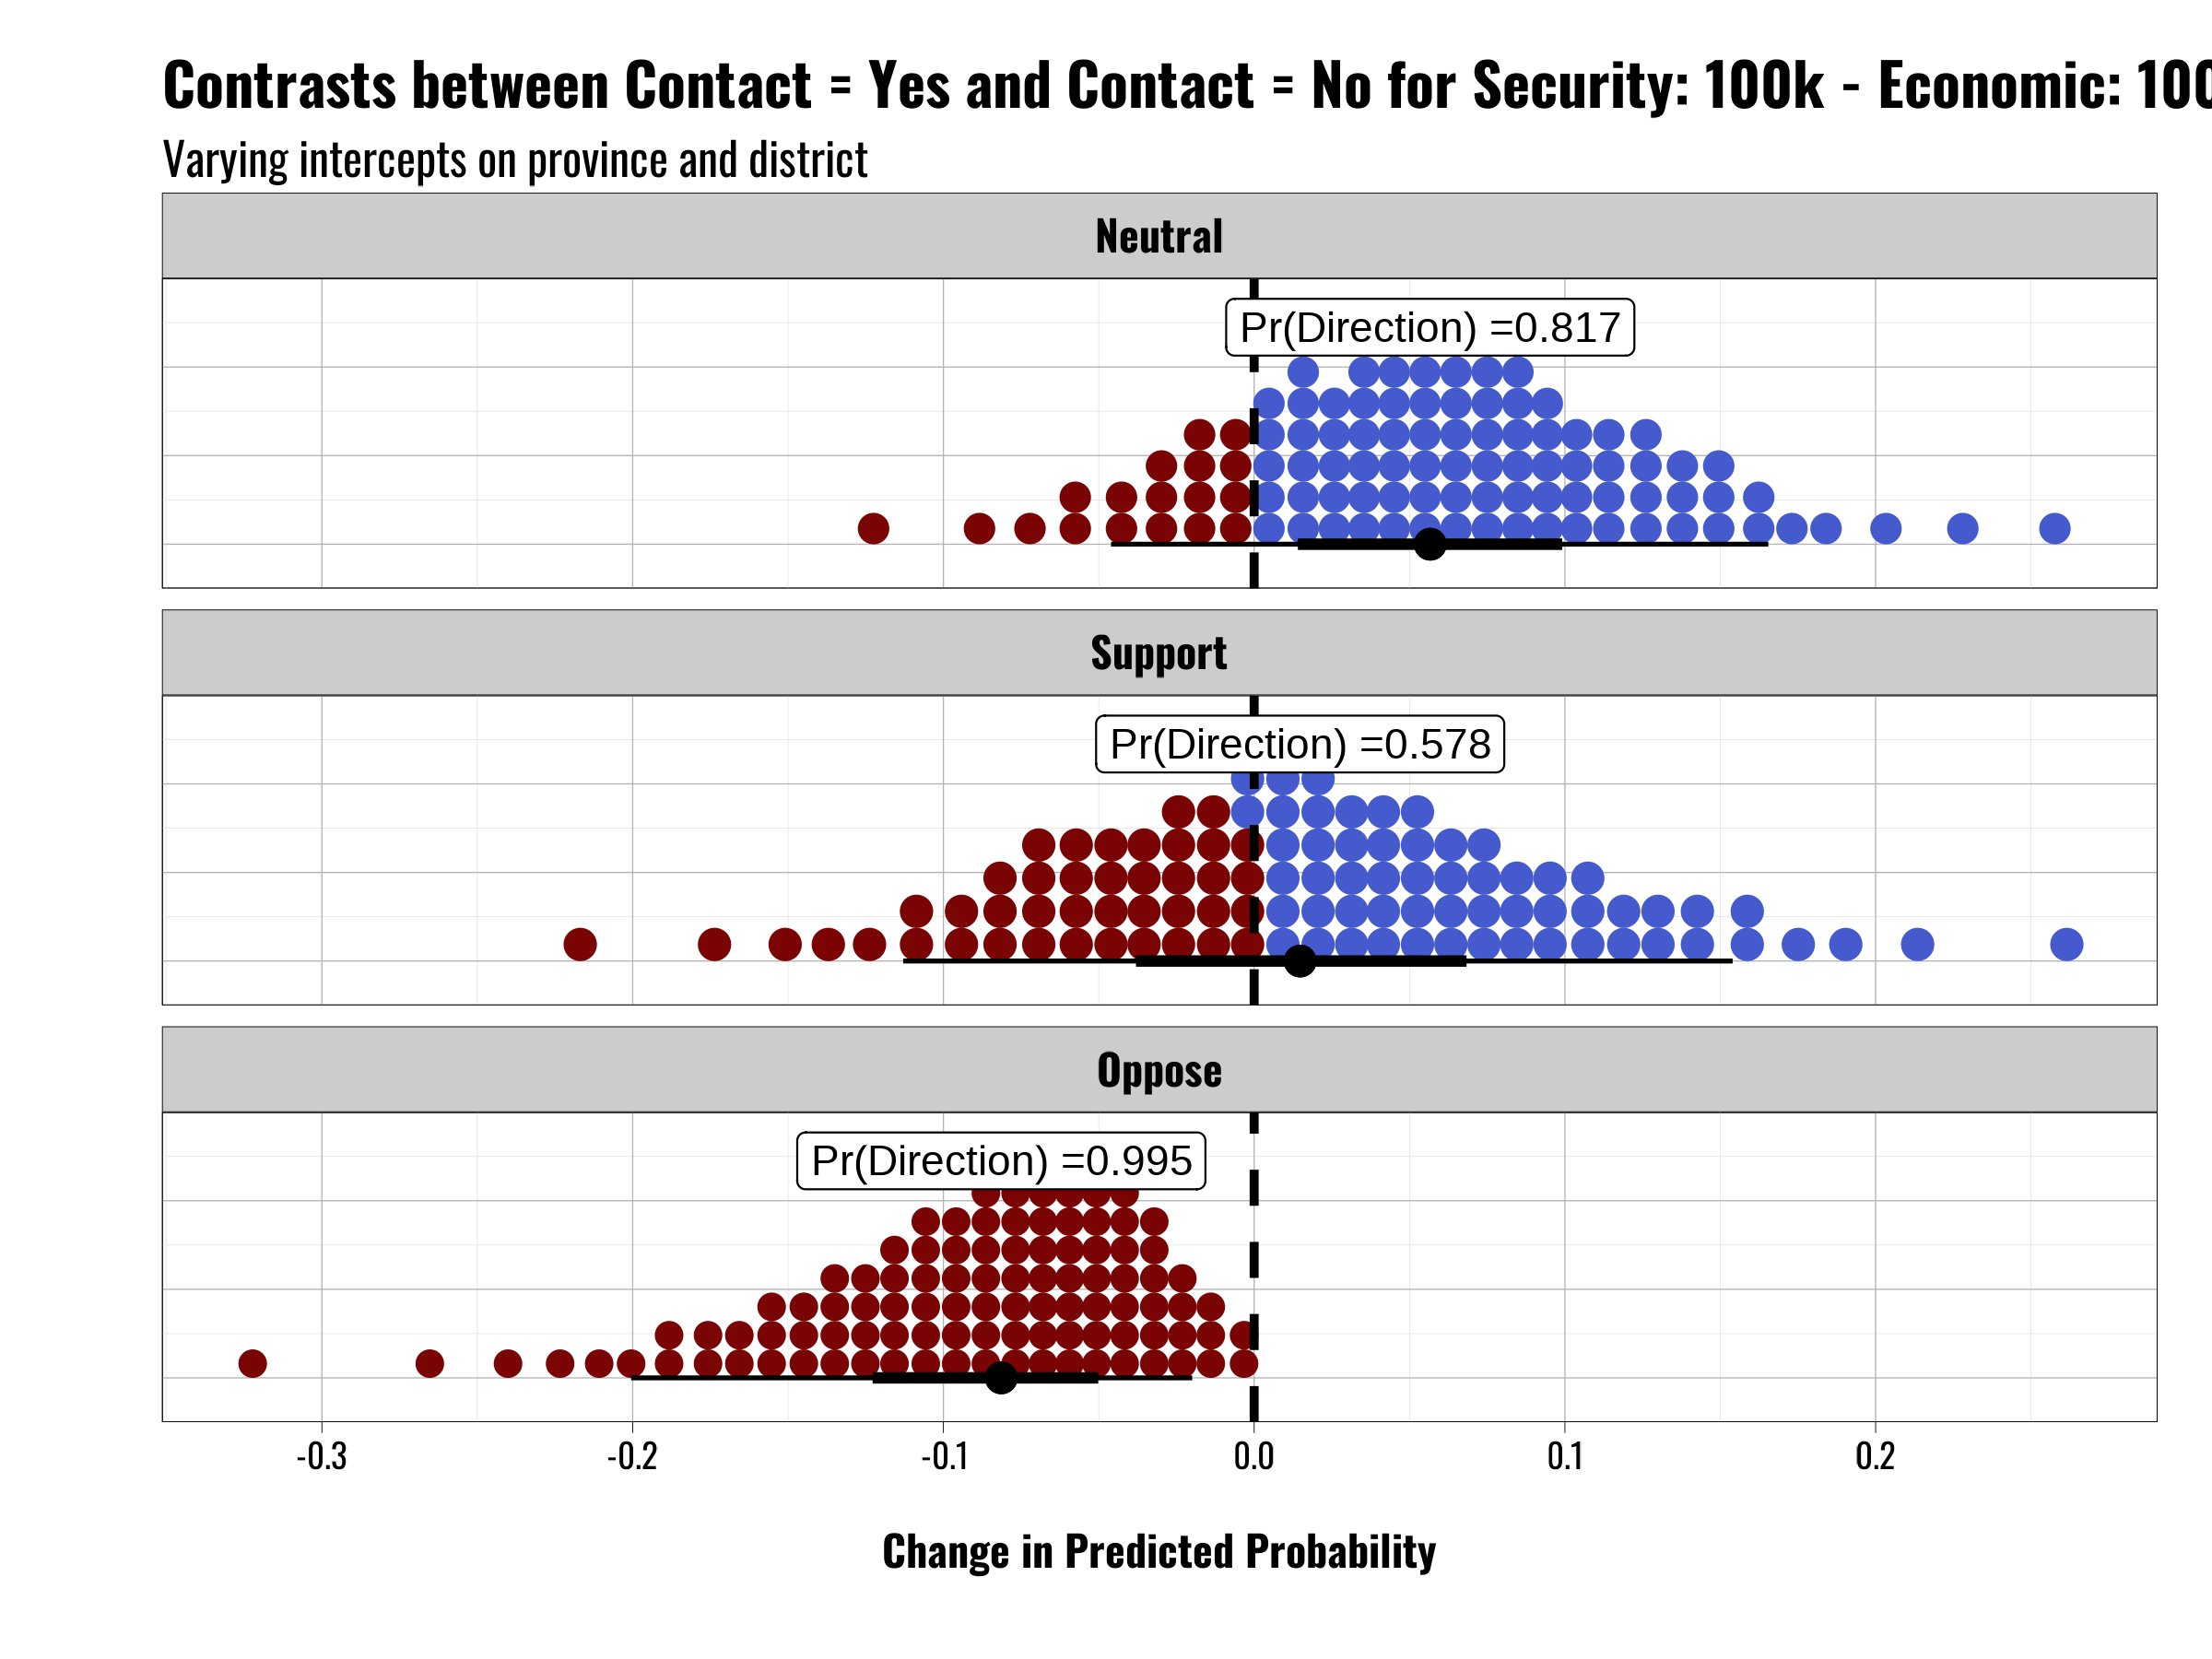 Contrasts between Contact = Yes and Contact = No for Security: 100k - Economic: 100
Varying intercepts on province and district
Neutral
Pr(Direction) =0.817
Support
Pr(Direction) =0.578
Oppose
Pr(Direction) =0.995
-0.3 -0.2 -0.1 0.0 0.1 0.2
Change in Predicted Probability